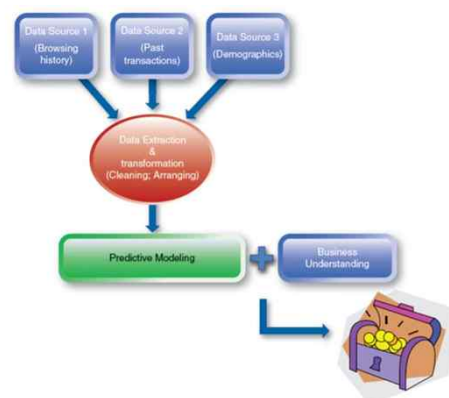 Data Source 1
(Browsing
history)
Data Source 2
(Past
transactions)
Data Source 3
(Demographics)
Data Extraction
&
transformation
(Cleaning; Arranging)
Predictive Modeling
Business
Understanding